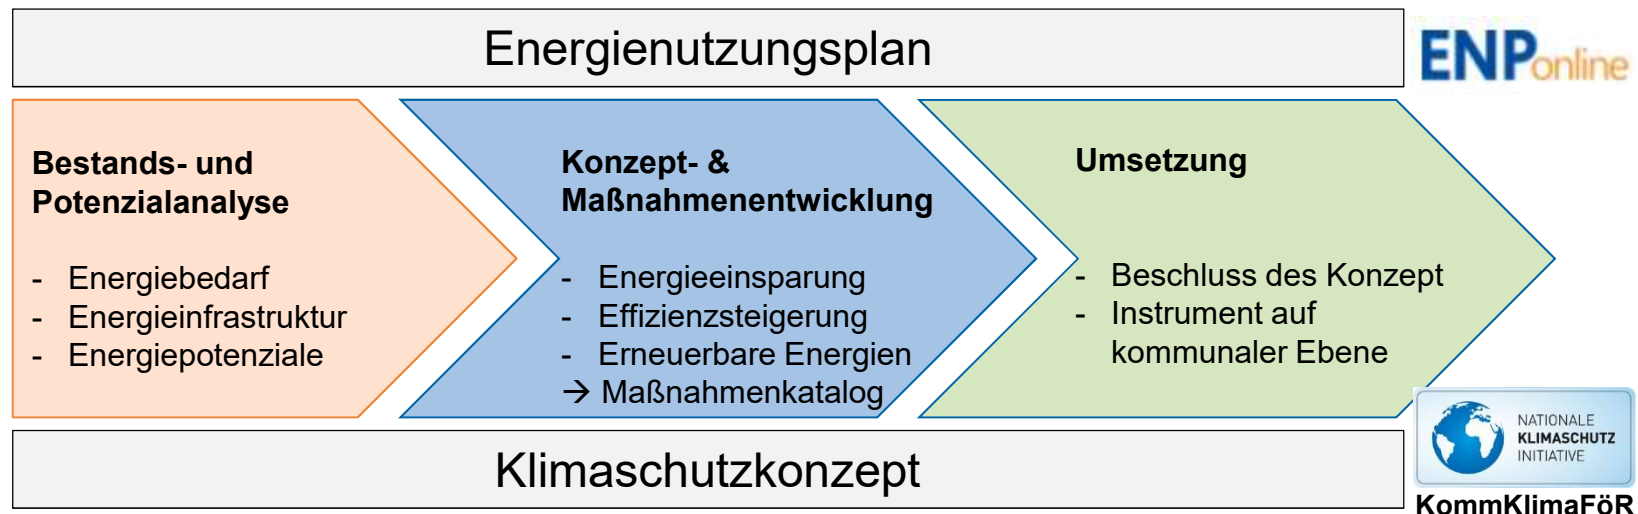 Energienutzungsplan
ENPonline
Bestands- und
Potenzialanalyse
- Energiebedarf
- Energieinfrastruktur
- Energiepotenziale
Konzept- &
Maßnahmenentwicklung
- Energieeinsparung
- Effizienzsteigerung
- Erneuerbare Energien
→ Maßnahmenkatalog
Umsetzung
- Beschluss des Konzept
- Instrument auf
kommunaler Ebene
Klimaschutzkonzept
NATIONALE
KLIMASCHUTZ
INITIATIVE
KommKlimaFöR